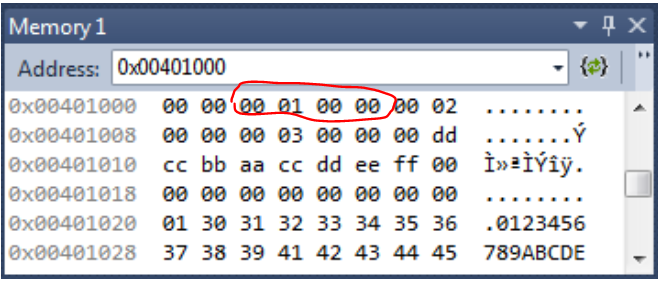 Memory 1
Address: 0x00401000
0x00401000 00 00 00 01 00 00 00 02 ........
0x00401008 00 00 00 03 00 00 00 dd .......Ý
0x00401010 cc bb aa cc dd ee ff 00 Ì»ªÌÝîÿ.
0x00401018 00 00 00 00 00 00 00 00 ........
0x00401020 01 30 31 32 33 34 35 36 .0123456
0x00401028 37 38 39 41 42 43 44 45 789ABCDE